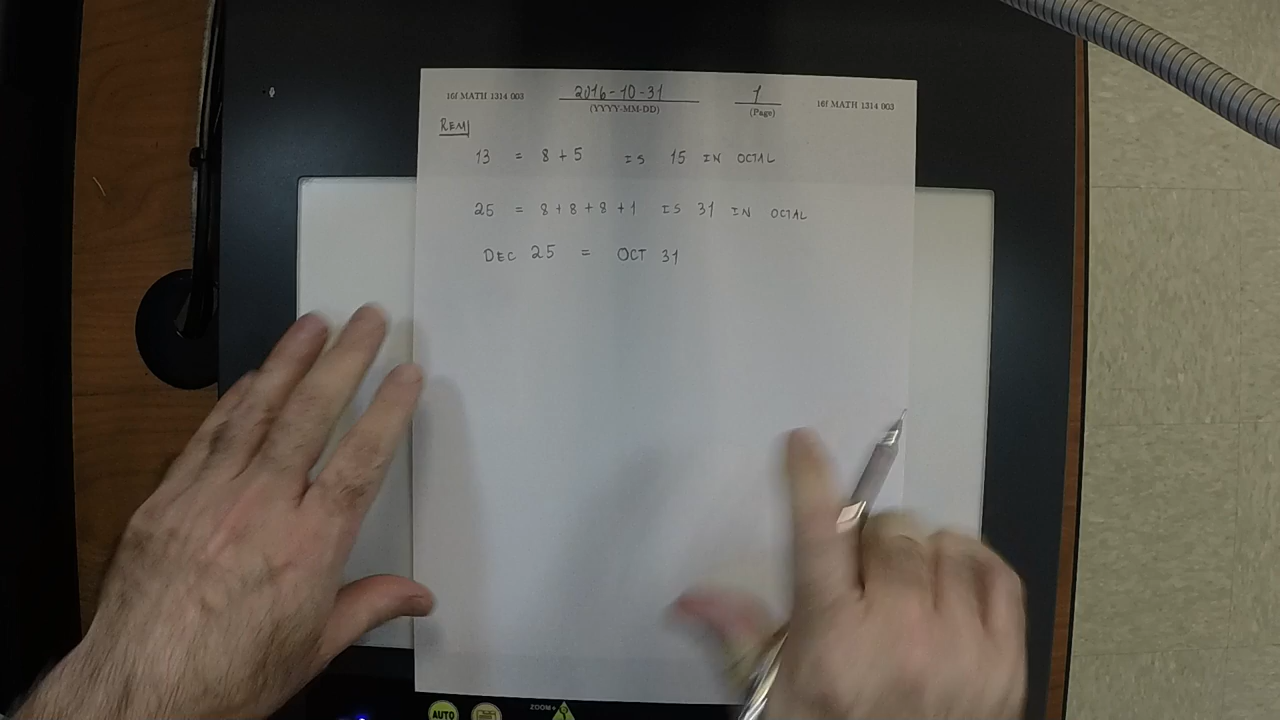 16f MATH 1314 003 2016-10-31 1 16f MATH 1314 003
(YYYY-MM-DD) (Page)
REM
13 = 8 + 5 IS 15 IN OCTAL
25 = 8 + 8 + 8 + 1 IS 31 IN OCTAL
DEC 25 = OCT 31
AUTO ZOOM+